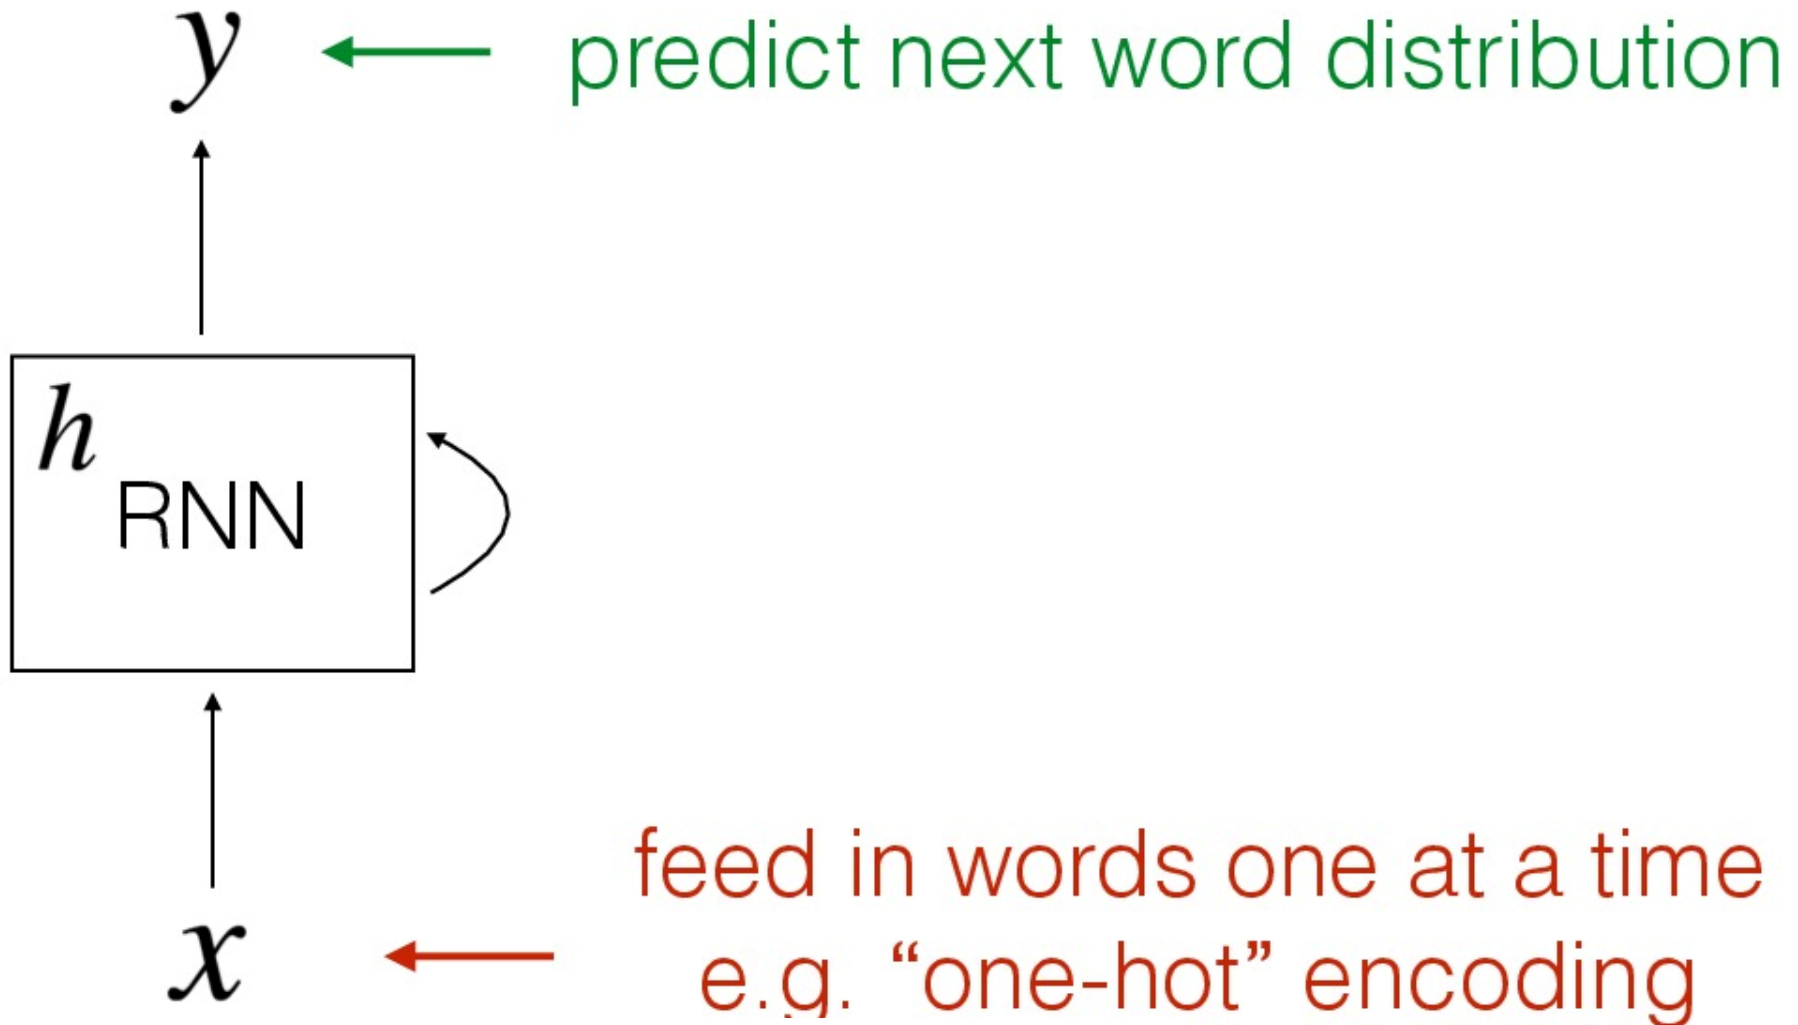 y
predict next word distribution
h
RNN
feed in words one at a time
x
e.g. “one-hot” encoding